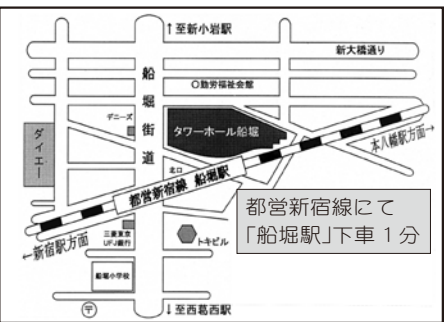 ↑至新小岩駅
新大橋通り
船堀街道
○勤労福祉会館
デニーズ
タワーホール船堀
ダイエー
本八幡駅方面→
北口
都営新宿線 船堀駅
都営新宿線にて
「船堀駅」下車1分
←新宿駅方面
三菱東京
UFJ銀行
トキビル
船堀小学校
〒
↓至西葛西駅